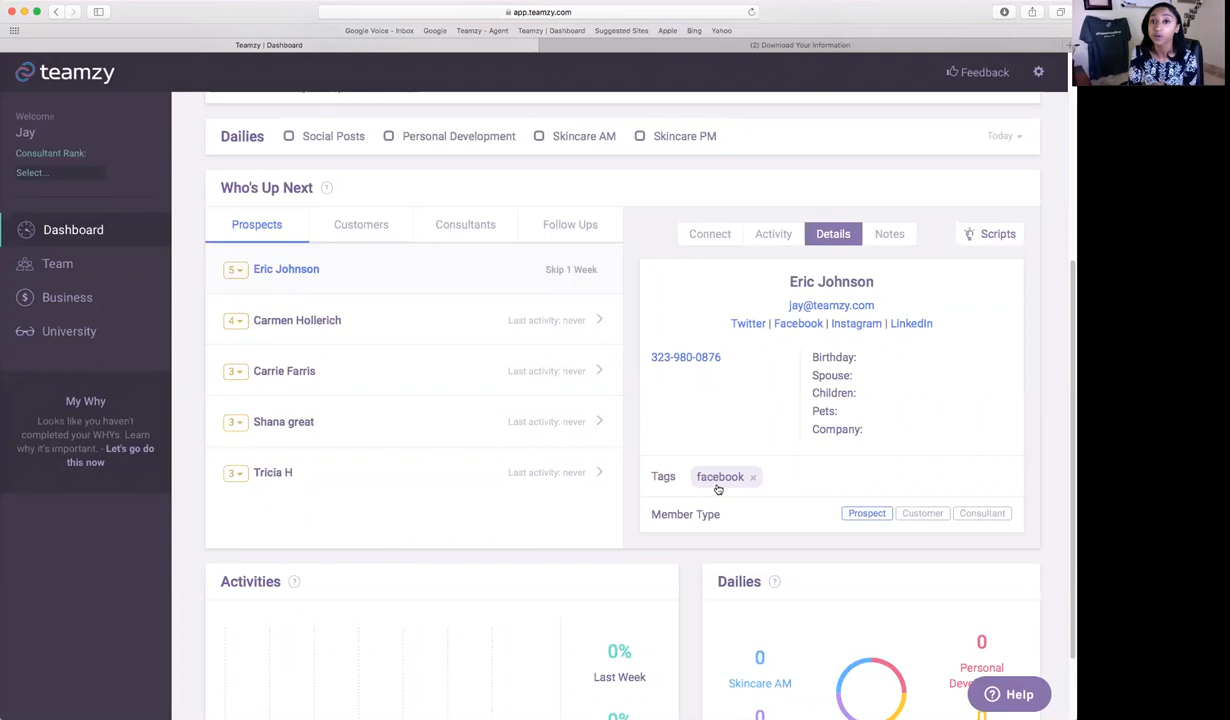 app.teamzy.com
Google Voice - Inbox Google Teamzy - Agent Teamzy | Dashboard Suggested Sites Apple Bing Yahoo
Teamzy | Dashboard (2) Download Your Information
teamzy Feedback
Welcome
Jay
Consultant Rank:
Select...
Dashboard
Team
Business
University
My Why
Looks like you haven't
completed your WHYs. Learn
why it's important. - Let's go do
this now
Dailies Social Posts Personal Development Skincare AM Skincare PM Today
Who's Up Next ?
Prospects Customers Consultants Follow Ups
5 Eric Johnson Skip 1 Week
4 Carmen Hollerich Last activity: never
3 Carrie Farris Last activity: never
3 Shana great Last activity: never
3 Tricia H Last activity: never
Connect Activity Details Notes Scripts
Eric Johnson
jay@teamzy.com
Twitter | Facebook | Instagram | LinkedIn
323-980-0876
Birthday:
Spouse:
Children:
Pets:
Company:
Tags facebook ×
Member Type Prospect Customer Consultant
Activities ?
0%
Last Week
0%
Dailies ?
0
Skincare AM
0
Personal
0
0
? Help